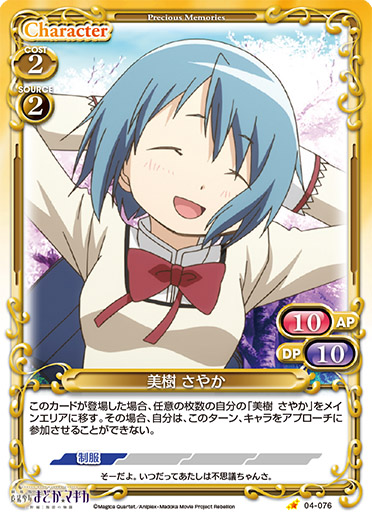 Precious Memories
Character
COST
2
SOURCE
2
10 AP
DP 10
美樹 さやか
このカードが登場した場合、任意の枚数の自分の「美樹 さやか」をメイ
ンエリアに移す。その場合、自分は、このターン、キャラをアプローチに
参加させることができない。
制服
そーだよ。いつだってあたしは不思議ちゃんさ。
まどか☆マギカ
©Magica Quartet/Aniplex・Madoka Movie Project Rebellion
04-076